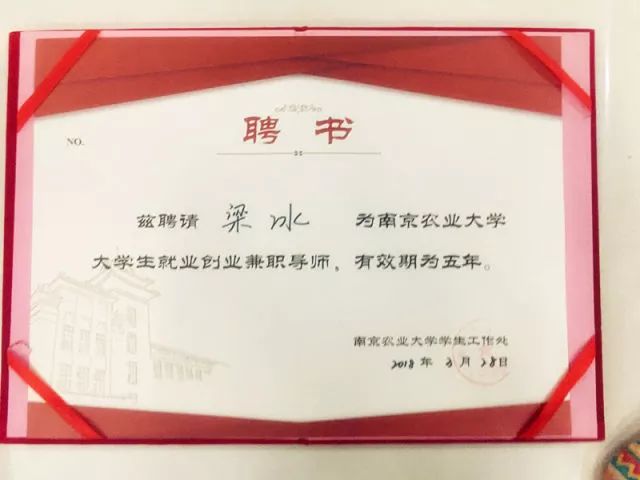 聘书
NO.
兹聘请 梁冰 为南京农业大学
大学生就业创业兼职导师，有效期为五年。
南京农业大学学生工作处
2018年3月28日